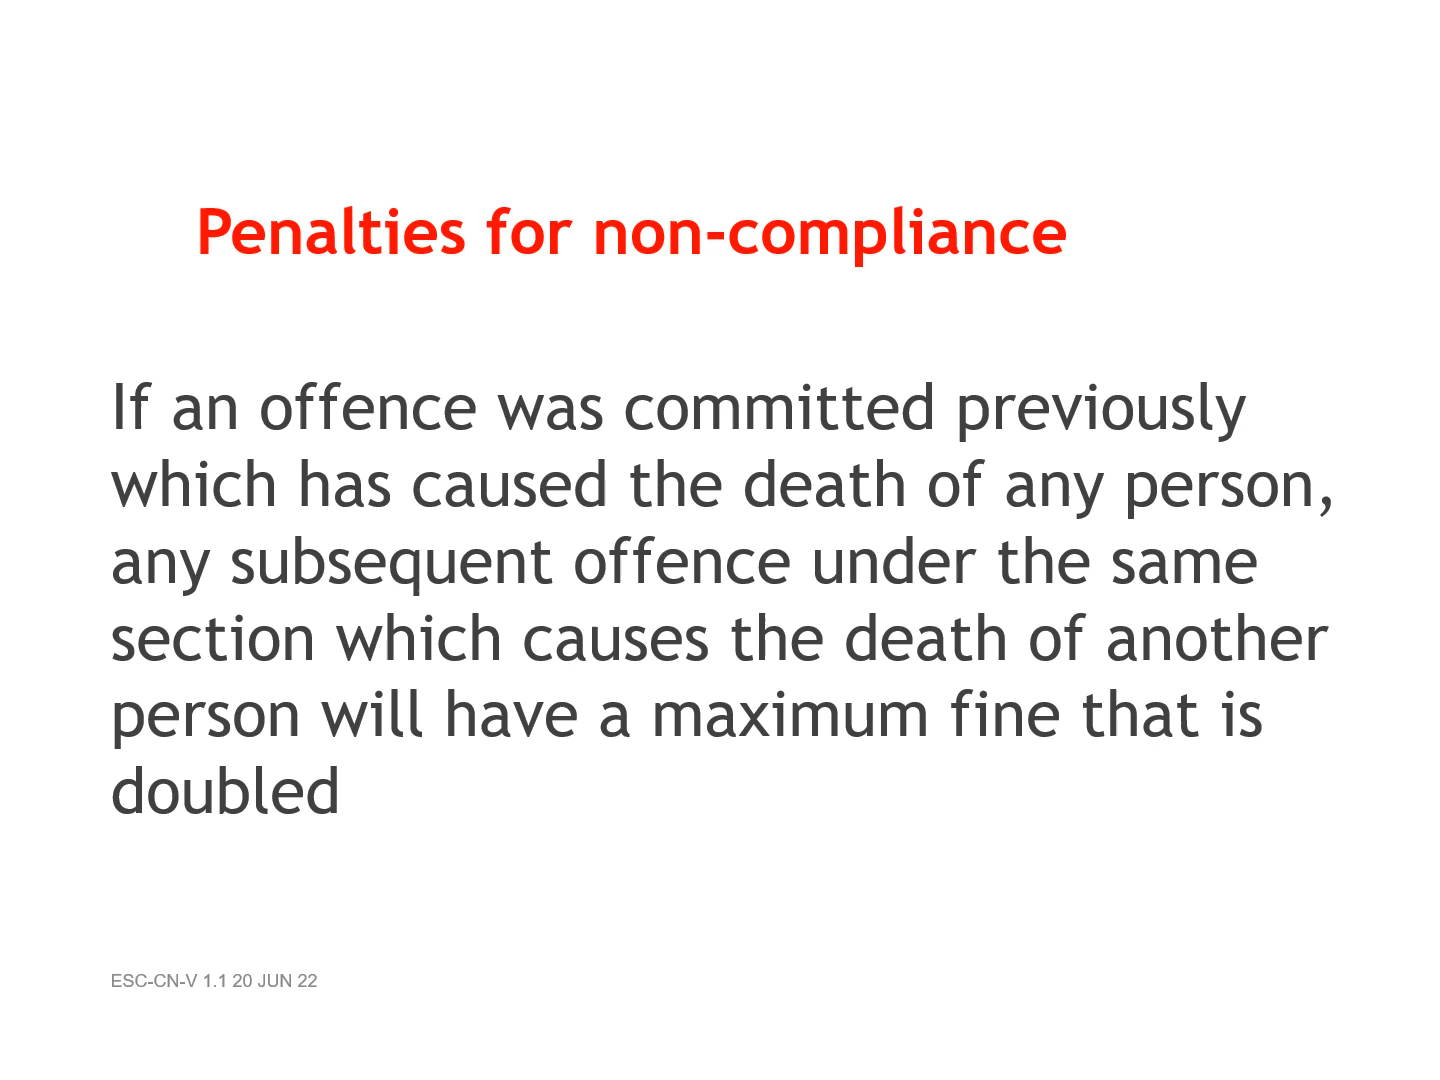 Penalties for non-compliance
If an offence was committed previously
which has caused the death of any person,
any subsequent offence under the same
section which causes the death of another
person will have a maximum fine that is
doubled
ESC-CN-V 1.1 20 JUN 22